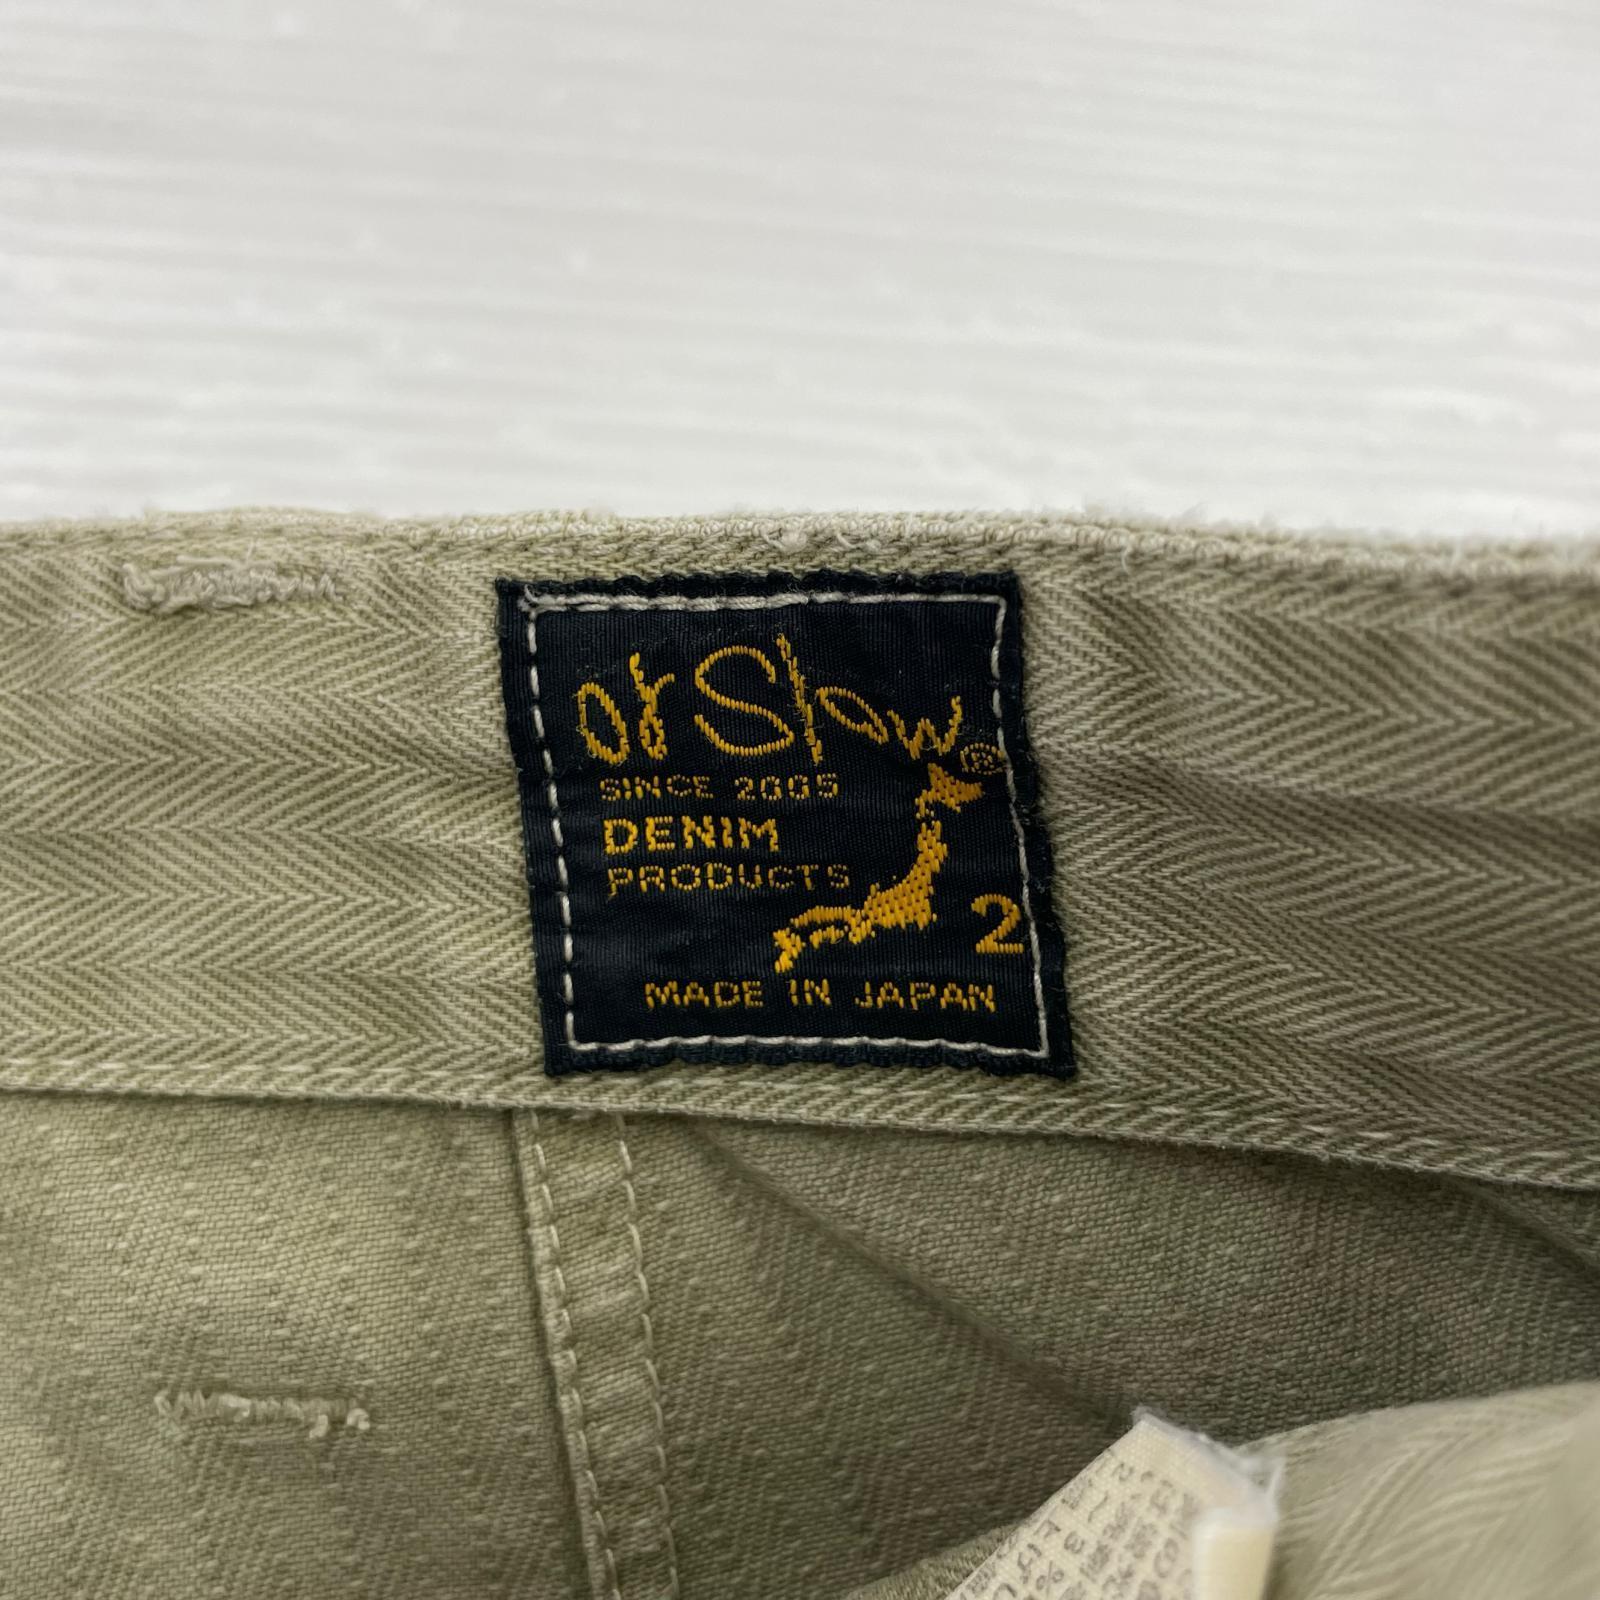 orSlow®
SINCE 2005
DENIM
PRODUCTS
2
MADE IN JAPAN